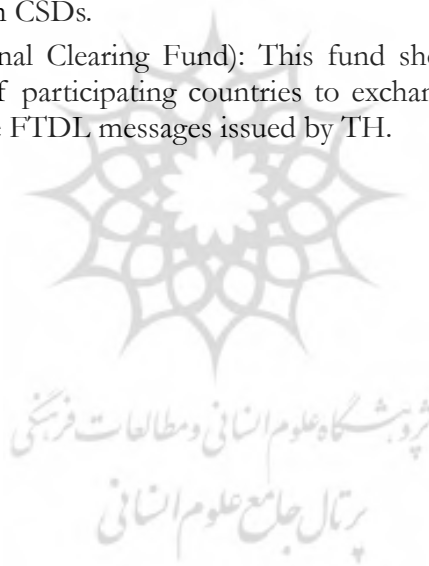 n CSDs.
nal Clearing Fund): This fund sho
f participating countries to exchan
e FTDL messages issued by TH.
پژوهشگاه علوم انسانی و مطالعات فرهنگی
پرتال جامع علوم انسانی